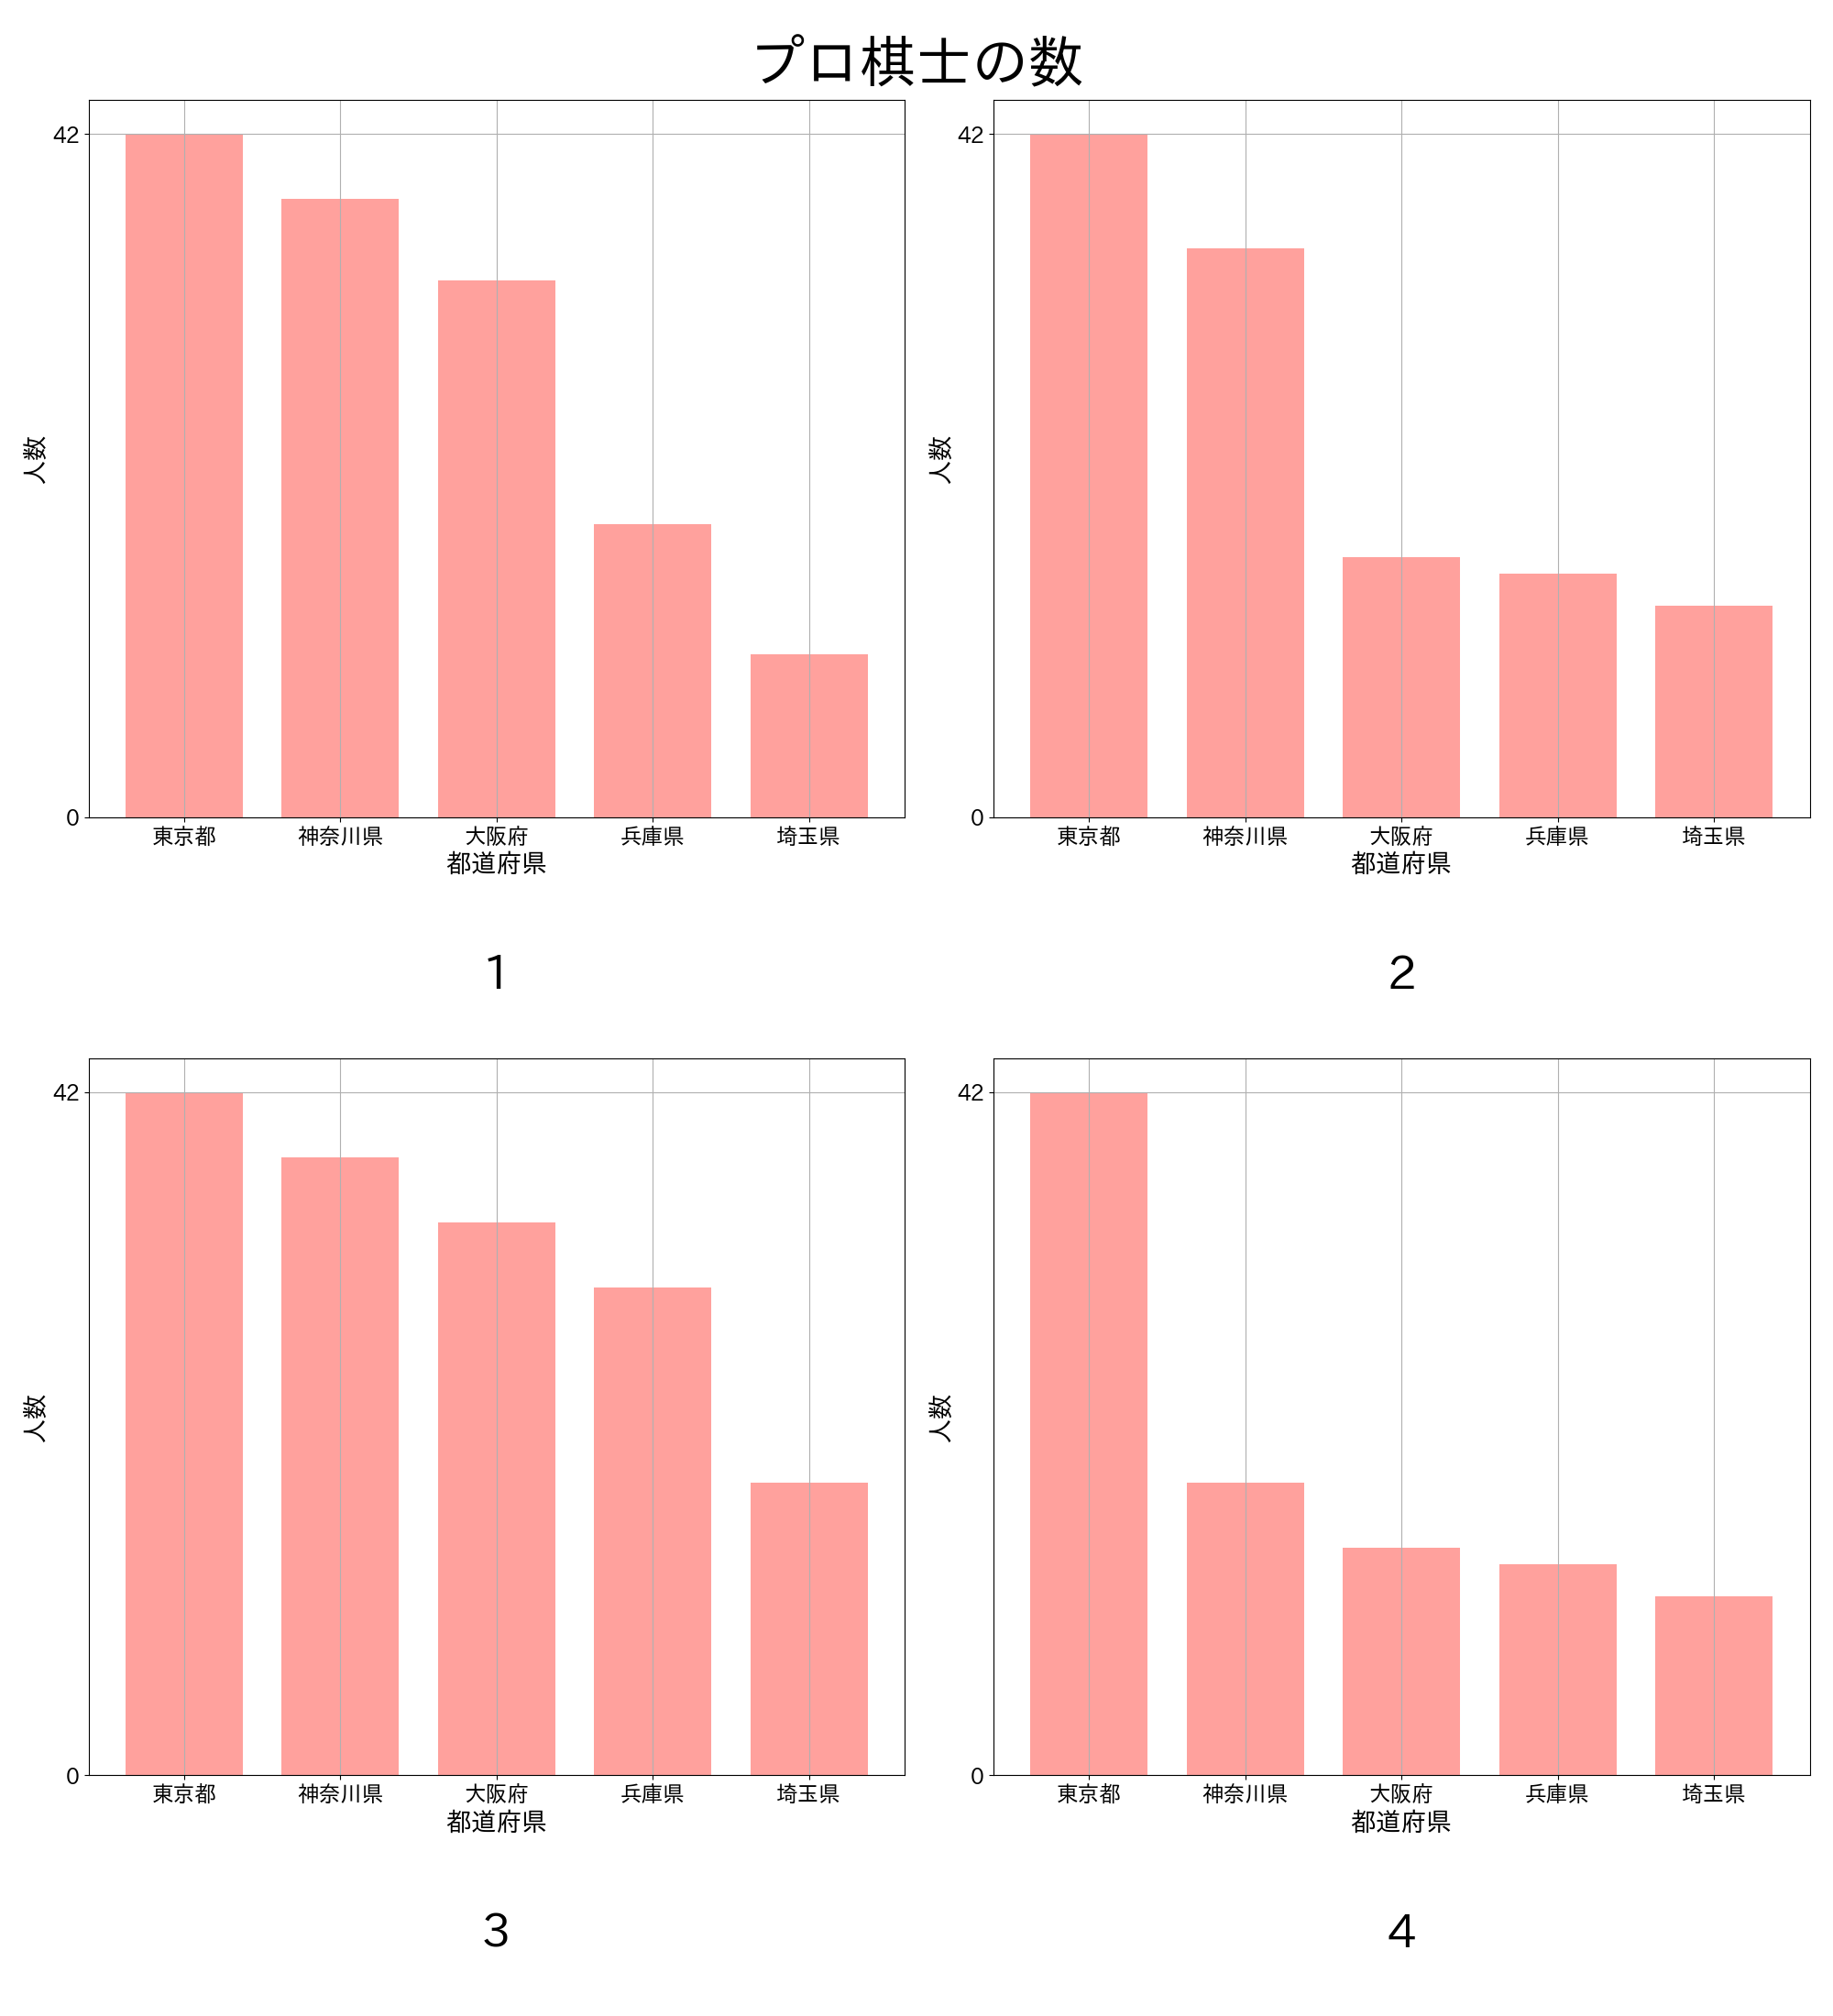 プロ棋士の数
42
0
人数
東京都 神奈川県 大阪府 兵庫県 埼玉県
都道府県
1
42
0
人数
東京都 神奈川県 大阪府 兵庫県 埼玉県
都道府県
2
42
0
人数
東京都 神奈川県 大阪府 兵庫県 埼玉県
都道府県
3
42
0
人数
東京都 神奈川県 大阪府 兵庫県 埼玉県
都道府県
4